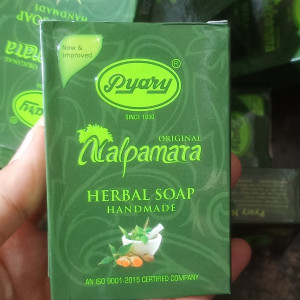 New &
improved
Pyary®
SINCE 1930
ORIGINAL
Nalpamara
HERBAL SOAP
HANDMADE
AN ISO 9001-2015 CERTIFIED COMPANY